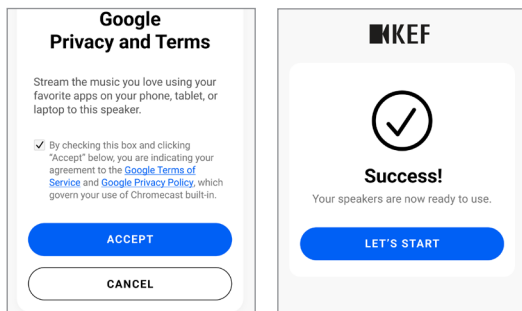 Google
Privacy and Terms
Stream the music you love using your
favorite apps on your phone, tablet, or
laptop to this speaker.
By checking this box and clicking
“Accept” below, you are indicating your
agreement to the Google Terms of
Service and Google Privacy Policy, which
govern your use of Chromecast built-in.
ACCEPT
CANCEL
KEF
Success!
Your speakers are now ready to use.
LET’S START